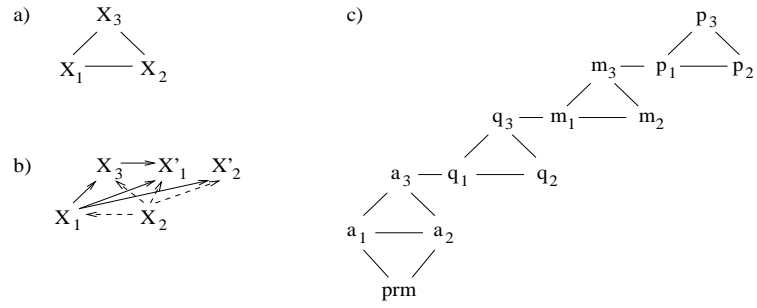 a)
X₃
X₁ X₂
b)
X₃ X'₁ X'₂
X₁ X₂
c)
p₃
m₃ p₁ p₂
q₃ m₁ m₂
a₃ q₁ q₂
a₁ a₂
prm